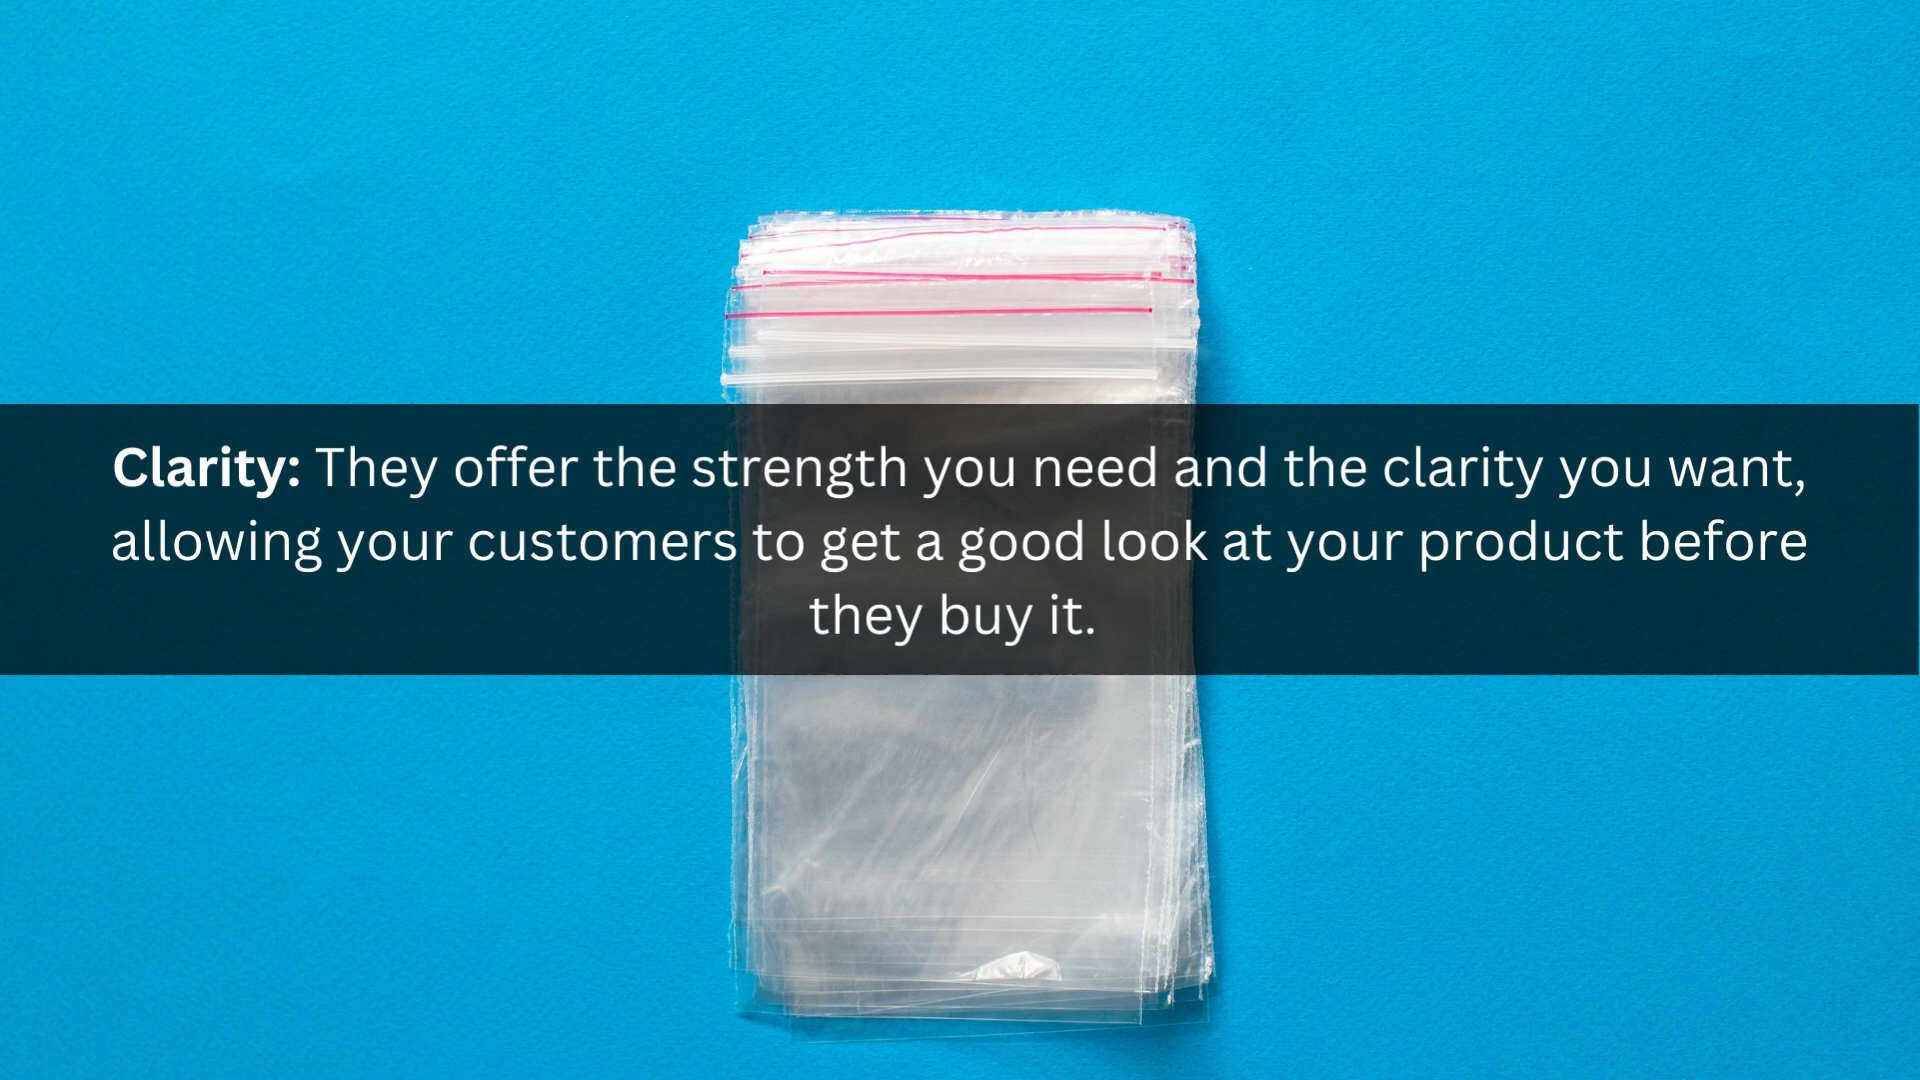 Clarity: They offer the strength you need and the clarity you want,
allowing your customers to get a good look at your product before
they buy it.